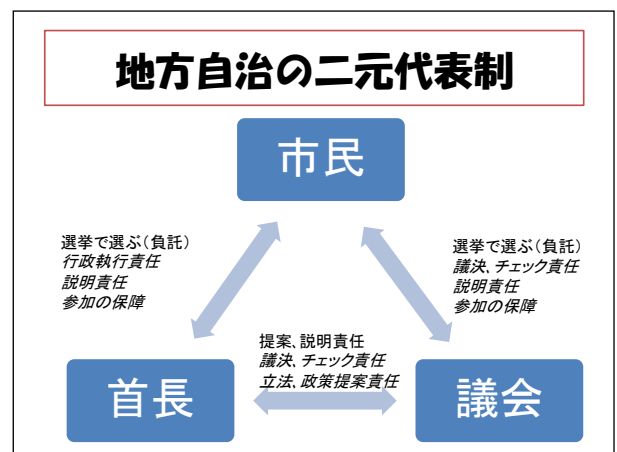 地方自治の二元代表制
市民
選挙で選ぶ（負託）
行政執行責任
説明責任
参加の保障
選挙で選ぶ（負託）
議決、チェック責任
説明責任
参加の保障
提案、説明責任
議決、チェック責任
立法、政策提案責任
首長
議会